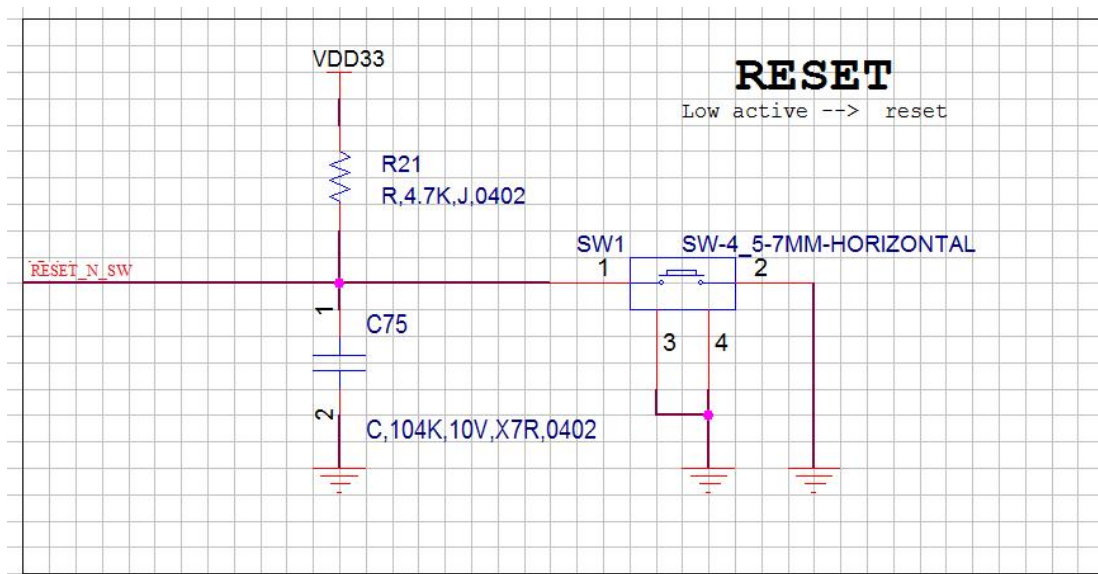 VDD33
RESET
Low active --> reset
R21
R,4.7K,J,0402
SW1
SW-4_5-7MM-HORIZONTAL
RESET_N_SW
1
2
1
C75
3
4
2
C,104K,10V,X7R,0402